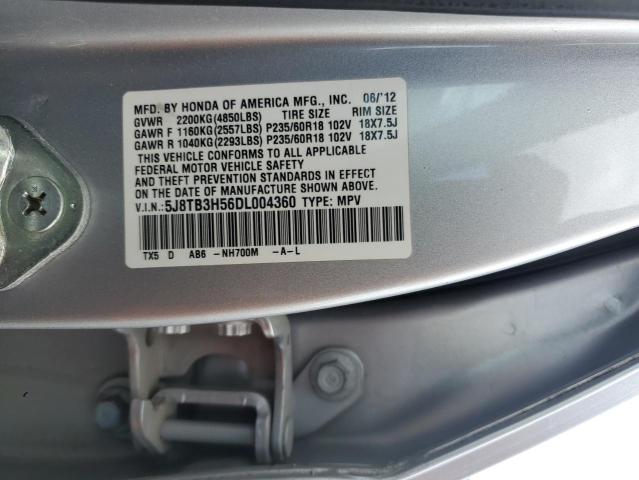 MFD. BY HONDA OF AMERICA MFG., INC. 06/'12
GVWR 2200KG(4850LBS) TIRE SIZE RIM SIZE
GAWR F 1160KG(2557LBS) P235/60R18 102V 18X7.5J
GAWR R 1040KG(2293LBS) P235/60R18 102V 18X7.5J
THIS VEHICLE CONFORMS TO ALL APPLICABLE
FEDERAL MOTOR VEHICLE SAFETY
AND THEFT PREVENTION STANDARDS IN EFFECT
ON THE DATE OF MANUFACTURE SHOWN ABOVE.
V.I.N.:5J8TB3H56DL004360 TYPE: MPV
TX5 D AB6 -NH700M -A-L